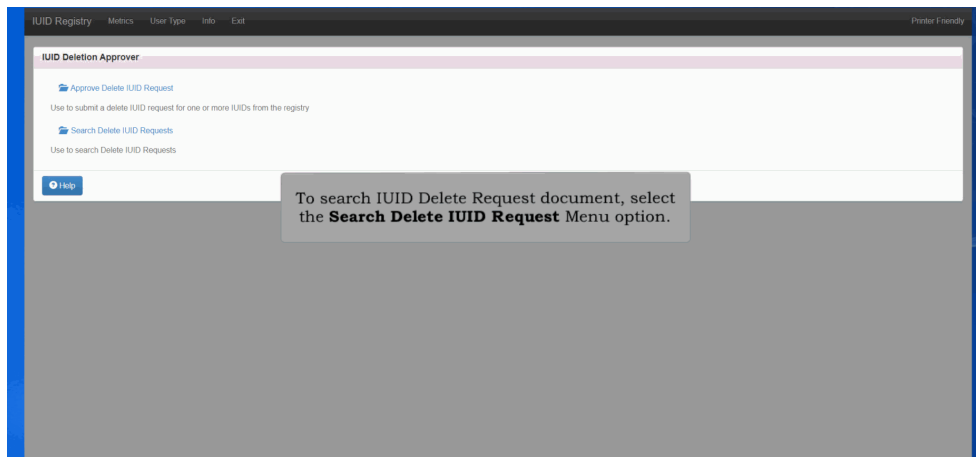 IUID Registry Metrics User Type Info Exit Printer Friendly
IUID Deletion Approver
Approve Delete IUID Request
Use to submit a delete IUID request for one or more IUIDs from the registry
Search Delete IUID Requests
Use to search Delete IUID Requests
Help
To search IUID Delete Request document, select
the Search Delete IUID Request Menu option.